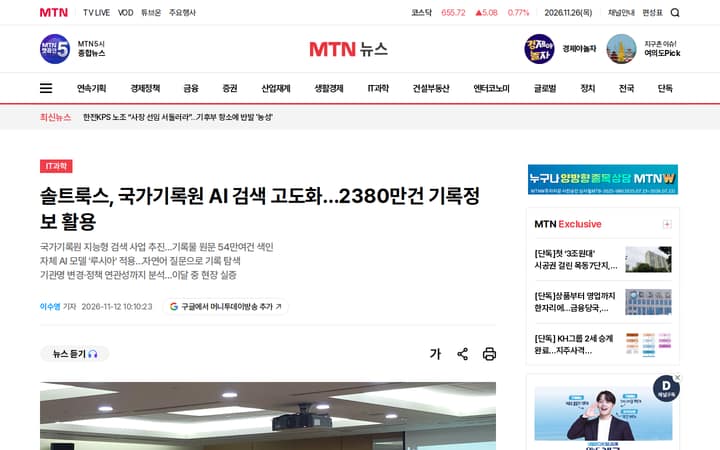 MTN TV LIVE VOD 튜브온 주요행사 코스닥 655.72 ▲5.08 0.77% 2026.11.26(목) 채널안내 편성표
MTN 5시
종합뉴스
MTN 뉴스
경제야 놀자
경제야놀자
지구촌 이슈!
여의도Pick
연속기획 경제정책 금융 증권 산업재계 생활경제 IT과학 건설부동산 엔터코노미 글로벌 정치 전국 단독
최신뉴스 한전KPS 노조 “사장 선임 서둘러라”...기후부 항소에 반발 '농성'
IT과학
솔트룩스, 국가기록원 AI 검색 고도화…2380만건 기록정
보 활용
국가기록원 지능형 검색 사업 추진…기록물 원문 54만여건 색인
자체 AI 모델 '루시아' 적용…자연어 질문으로 기록 탐색
기관명 변경·정책 연관성까지 분석…이달 중 현장 실증
이수영 기자 2026-11-12 10:10:23 구글에서 머니투데이방송 추가
뉴스 듣기
가
누구나 양방향 종목상담 MTNW
MTN Exclusive
[단독]첫 ‘3조원대’
시공권 걸린 목동7단지,...
[단독]상품부터 영업까지
한자리에…금융당국,...
[단독] KH그룹 2세 승계
완료…지주사격...
D
채널구독